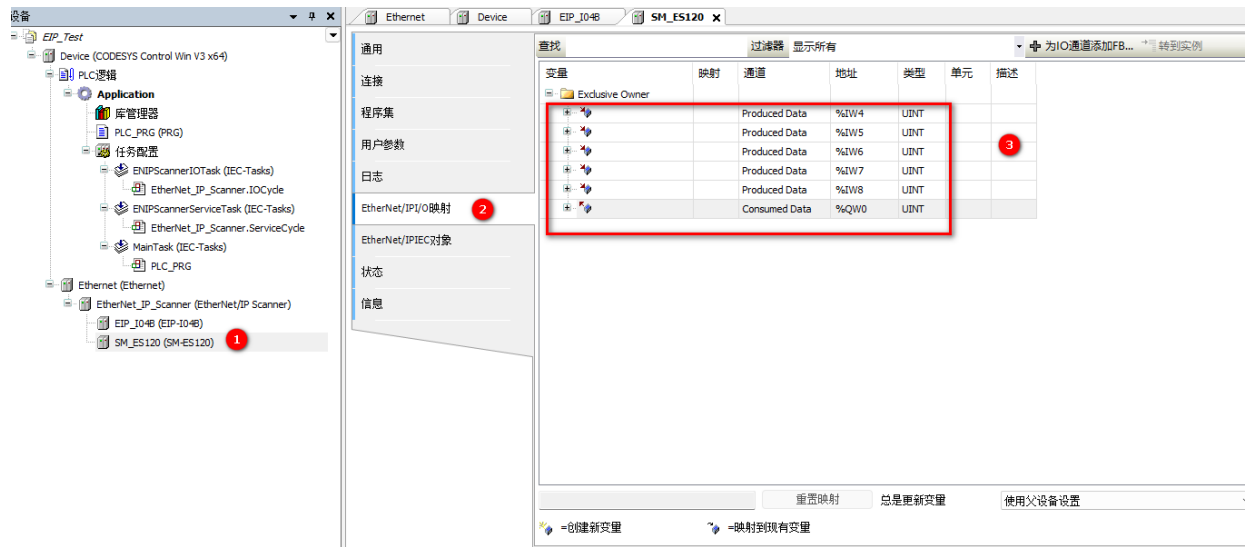 设备
Ethernet
Device
EIP_I04B
SM_ES120
EIP_Test
Device (CODESYS Control Win V3 x64)
PLC逻辑
Application
库管理器
PLC_PRG (PRG)
任务配置
ENIPScannerIOTask (IEC-Tasks)
EtherNet_IP_Scanner.IOCycle
ENIPScannerServiceTask (IEC-Tasks)
EtherNet_IP_Scanner.ServiceCycle
MainTask (IEC-Tasks)
PLC_PRG
Ethernet (Ethernet)
EtherNet_IP_Scanner (EtherNet/IP Scanner)
EIP_I04B (EIP-I04B)
SM_ES120 (SM-ES120) 1
通用
连接
程序集
用户参数
日志
EtherNet/IPI/O映射 2
EtherNet/IPIEC对象
状态
信息
查找 过滤器 显示所有 为IO通道添加FB... 转到实例
变量 映射 通道 地址 类型 单元 描述
Exclusive Owner
Produced Data %IW4 UINT
Produced Data %IW5 UINT
Produced Data %IW6 UINT
3
Produced Data %IW7 UINT
Produced Data %IW8 UINT
Consumed Data %QW0 UINT
重置映射 总是更新变量 使用父设备设置
=创建新变量 =映射到现有变量